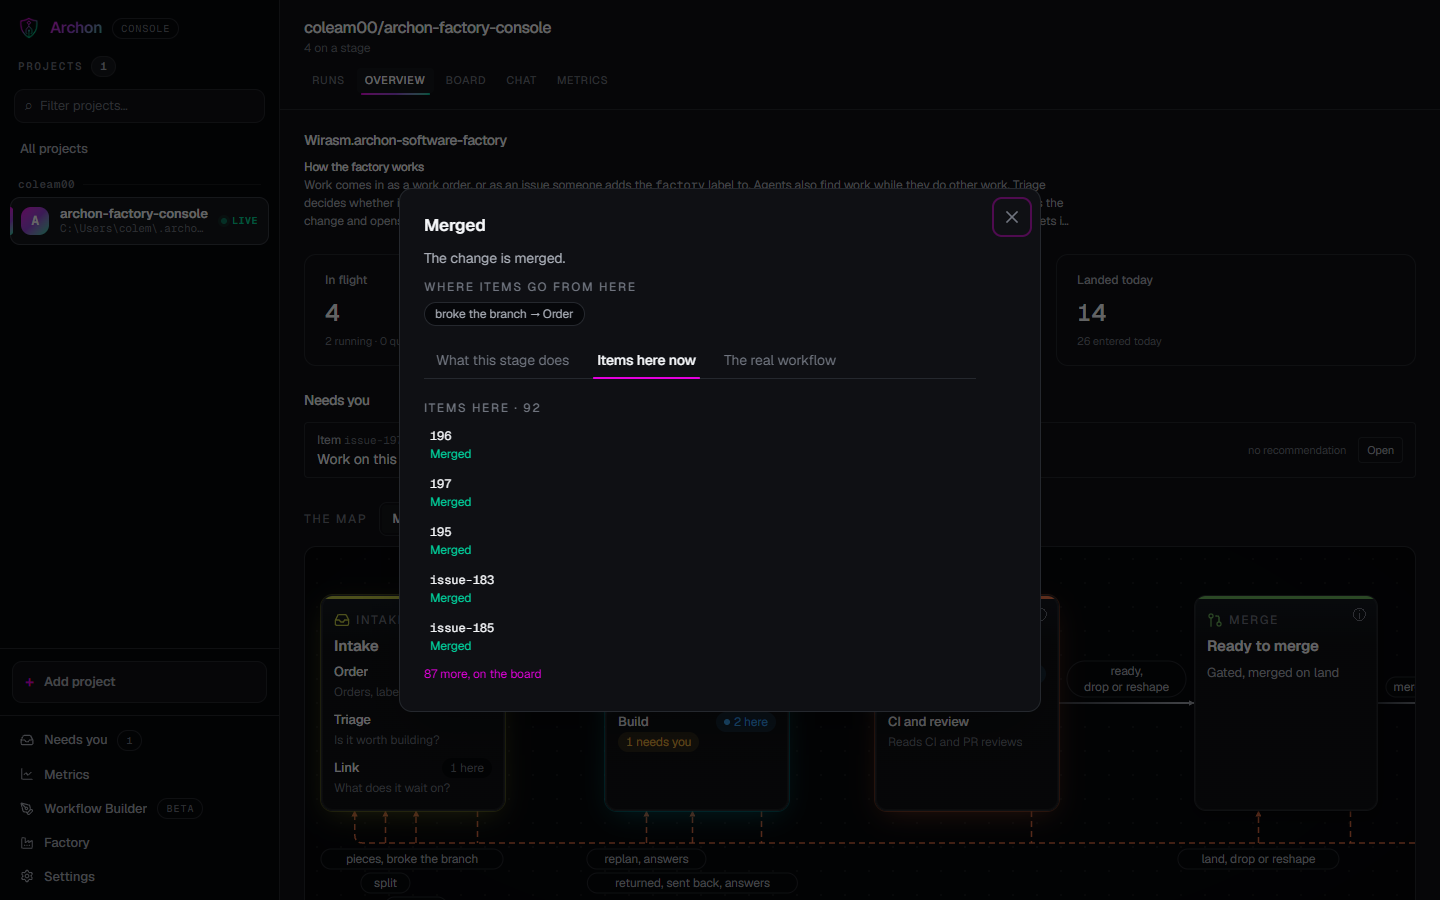 Archon CONSOLE
PROJECTS 1
Filter projects...
All projects
coleam00
A
archon-factory-console
C:\Users\colem\.archo…
LIVE
Add project
Needs you 1
Metrics
Workflow Builder BETA
Factory
Settings
coleam00/archon-factory-console
4 on a stage
RUNS OVERVIEW BOARD CHAT METRICS
Wirasm.archon-software-factory
How the factory works
Work comes in as a work order, or as an issue someone adds the factory label to. Agents also find work while they do other work. Triage
decides whether i
s the
change and opens
ets i…
In flight
4
2 running · 0 qu
Landed today
14
26 entered today
Needs you
Item issue-197
Work on this
no recommendation
Open
THE MAP
M
Merged
The change is merged.
WHERE ITEMS GO FROM HERE
broke the branch → Order
What this stage does
Items here now
The real workflow
ITEMS HERE · 92
196
Merged
197
Merged
195
Merged
issue-183
Merged
issue-185
Merged
87 more, on the board
INTAK
Intake
Order
Orders, labe
Triage
Is it worth building?
Link
1 here
What does it wait on?
Build
2 here
1 needs you
CI and review
Reads CI and PR reviews
ready,
drop or reshape
MERGE
Ready to merge
Gated, merged on land
mer
pieces, broke the branch
split
replan, answers
returned, sent back, answers
land, drop or reshape